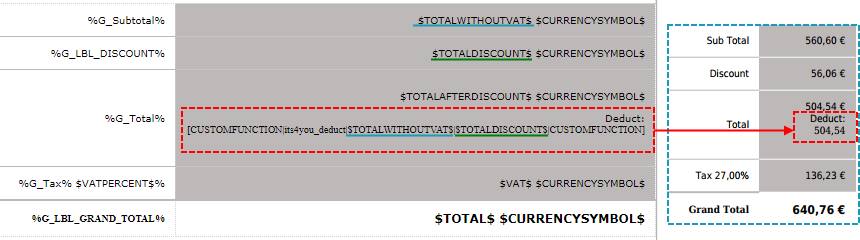 %G_Subtotal% $TOTALWITHOUTVAT$ $CURRENCYSYMBOL$
%G_LBL_DISCOUNT% $TOTALDISCOUNT$ $CURRENCYSYMBOL$
$TOTALAFTERDISCOUNT$ $CURRENCYSYMBOL$
%G_Total% Deduct:
[CUSTOMFUNCTION|its4you_deduct|$TOTALWITHOUTVAT$|$TOTALDISCOUNT$|CUSTOMFUNCTION]
%G_Tax% $VATPERCENT$% $VAT$ $CURRENCYSYMBOL$
%G_LBL_GRAND_TOTAL% $TOTAL$ $CURRENCYSYMBOL$
Sub Total 560,60 €
Discount 56,06 €
504,54 €
Total Deduct:
504,54
Tax 27,00% 136,23 €
Grand Total 640,76 €